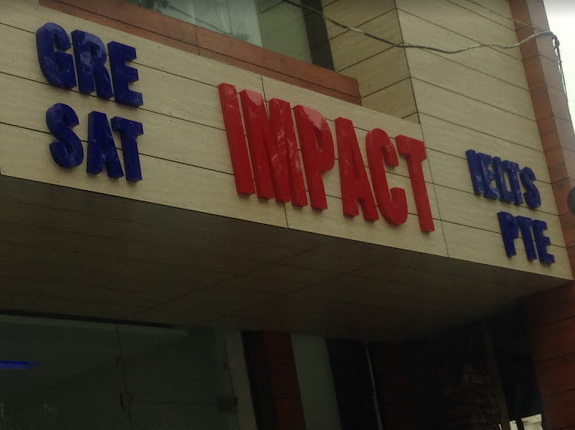 GRE
SAT
IMPACT
IELTS
PTE